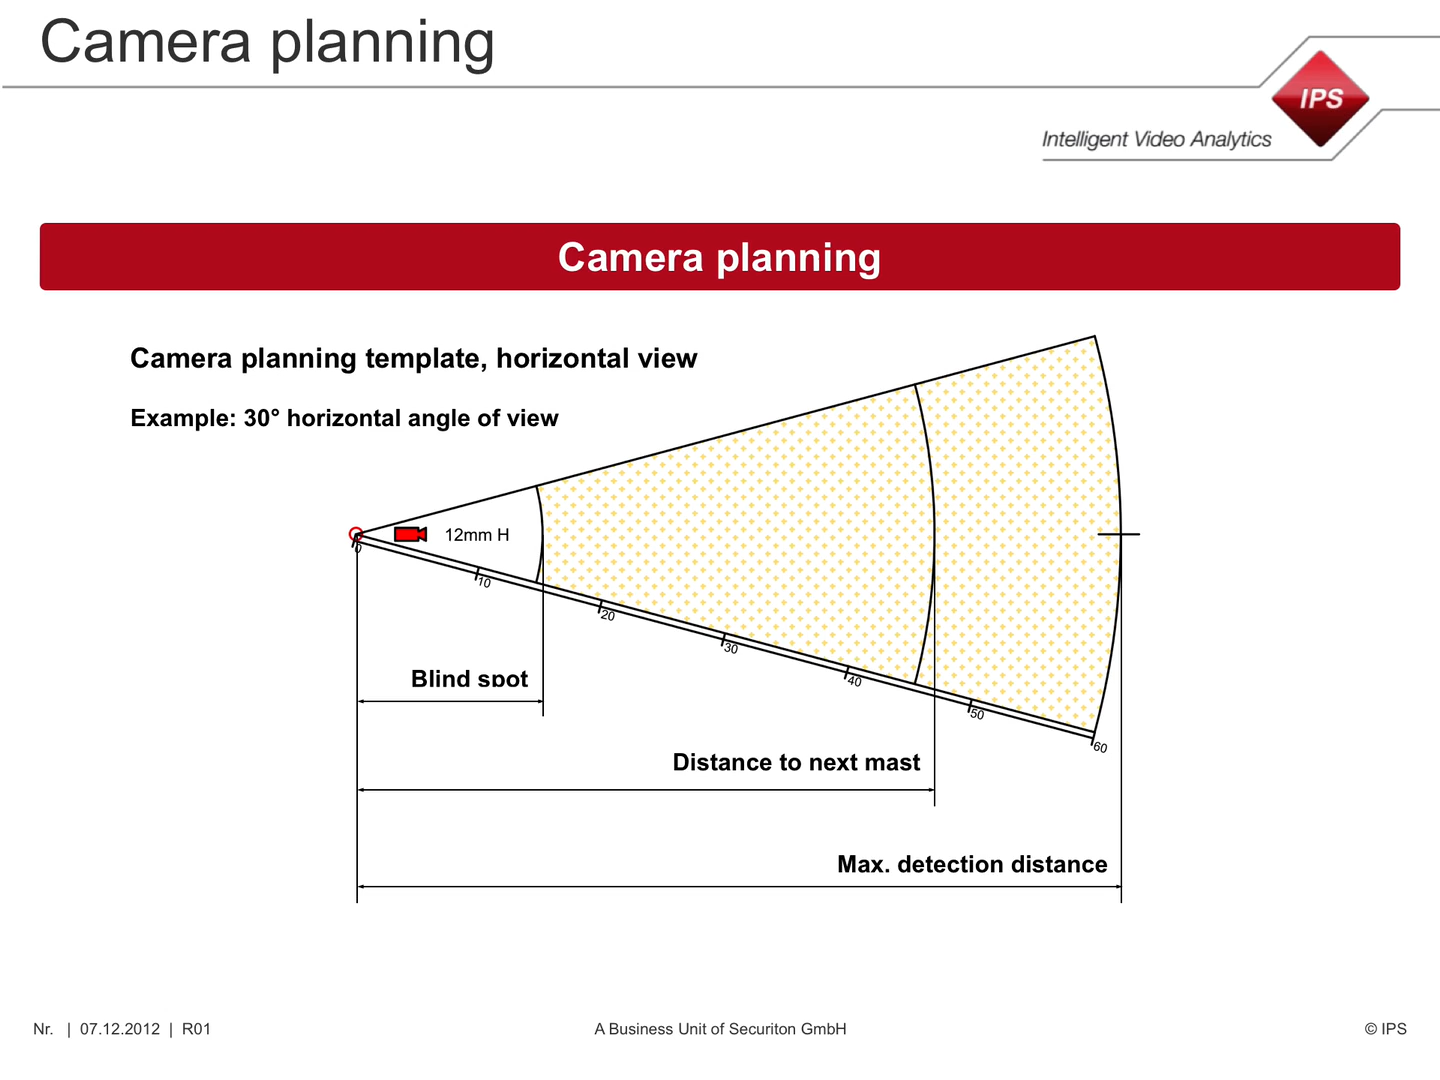 Camera planning
IPS
Intelligent Video Analytics
Camera planning
Camera planning template, horizontal view
Example: 30° horizontal angle of view
12mm H
0
10
20
30
40
50
60
Blind spot
Distance to next mast
Max. detection distance
Nr. | 07.12.2012 | R01
A Business Unit of Securiton GmbH
© IPS